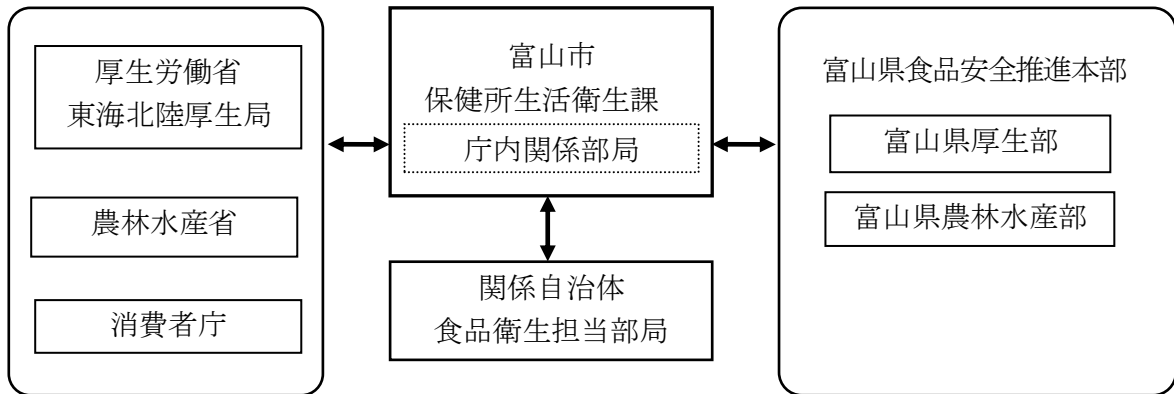 厚生労働省
東海北陸厚生局
農林水産省
消費者庁
富山市
保健所生活衛生課
庁内関係部局
関係自治体
食品衛生担当部局
富山県食品安全推進本部
富山県厚生部
富山県農林水産部